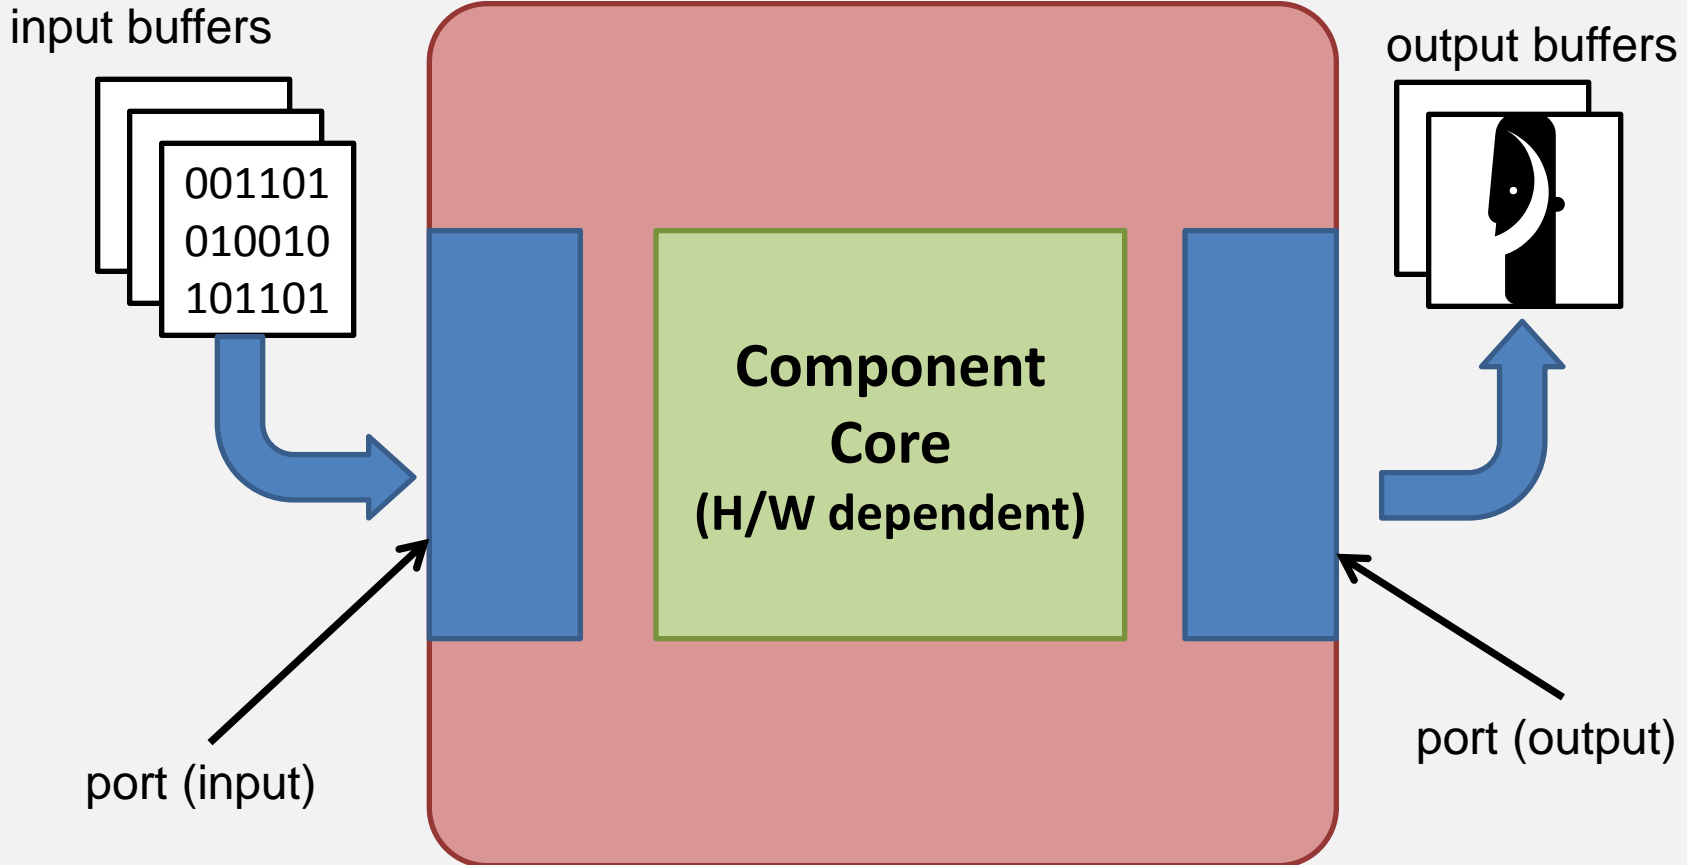 input buffers
output buffers
001101
010010
101101
Component
Core
(H/W dependent)
port (input)
port (output)